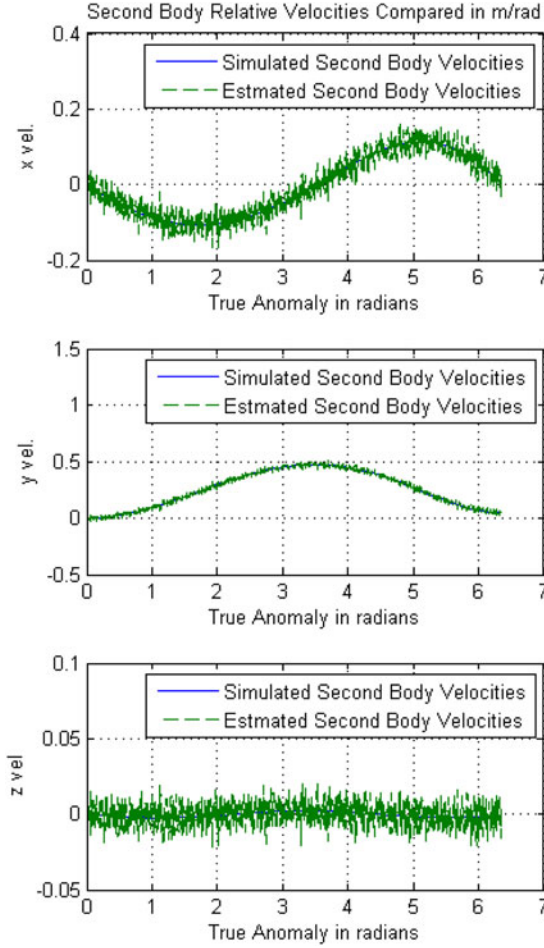 Second Body Relative Velocities Compared in m/rad
0.4
0.2
0
-0.2
x vel.
Simulated Second Body Velocities
Estmated Second Body Velocities
0 1 2 3 4 5 6 7
True Anomaly in radians
1.5
1
0.5
0
-0.5
y vel.
Simulated Second Body Velocities
Estmated Second Body Velocities
0 1 2 3 4 5 6 7
True Anomaly in radians
0.1
0.05
0
-0.05
z vel
Simulated Second Body Velocities
Estmated Second Body Velocities
0 1 2 3 4 5 6 7
True Anomaly in radians